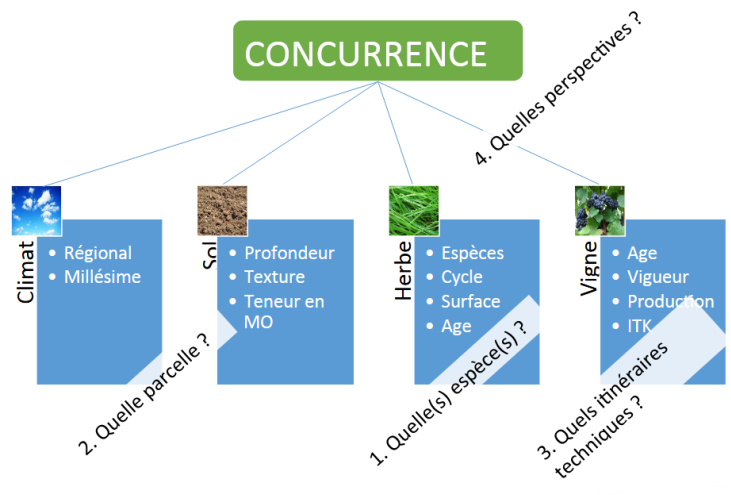 CONCURRENCE
4. Quelles perspectives ?
Climat
• Régional
• Millésime
Sol
• Profondeur
• Texture
• Teneur en
MO
Herbe
• Espèces
• Cycle
• Surface
• Age
Vigne
• Age
• Vigueur
• Production
• ITK
2. Quelle parcelle ?
1. Quelle(s) espèce(s) ?
3. Quels itinéraires
techniques ?